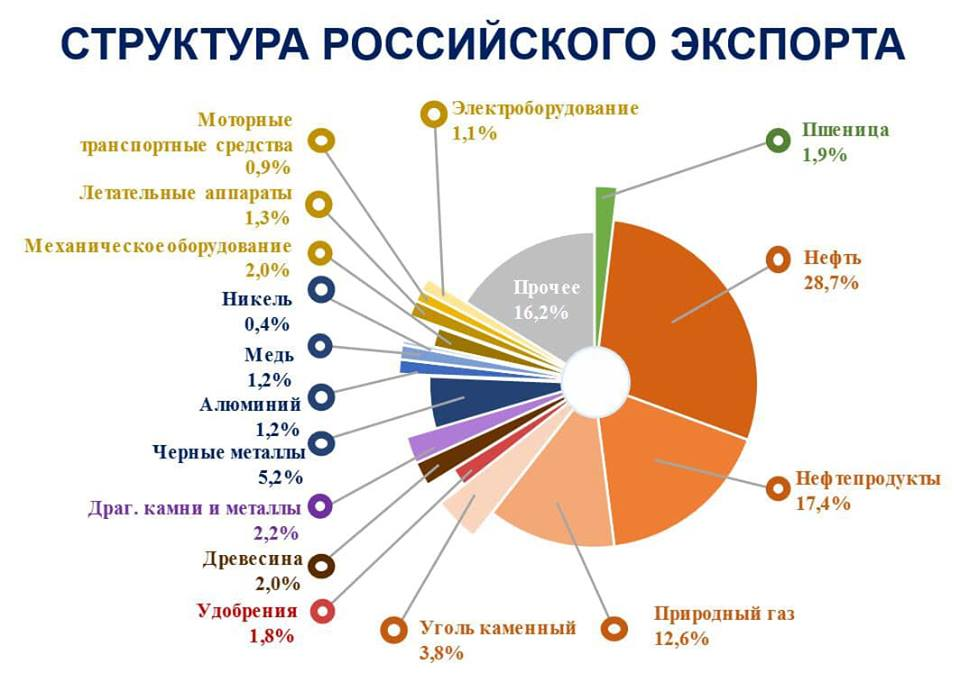 СТРУКТУРА РОССИЙСКОГО ЭКСПОРТА
Электроборудование
1,1%
Моторные
транспортные средства
0,9%
Летательные аппараты
1,3%
Механическое оборудование
2,0%
Никель
0,4%
Медь
1,2%
Алюминий
1,2%
Черные металлы
5,2%
Драг. камни и металлы
2,2%
Древесина
2,0%
Удобрения
1,8%
Прочее
16,2%
Пшеница
1,9%
Нефть
28,7%
Нефтепродукты
17,4%
Природный газ
12,6%
Уголь каменный
3,8%